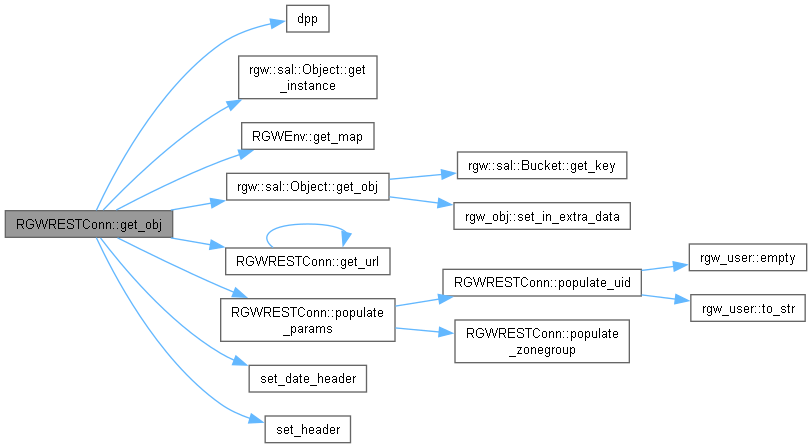 dpp
rgw::sal::Object::get
_instance
RGWEnv::get_map
rgw::sal::Bucket::get_key
rgw::sal::Object::get_obj
rgw_obj::set_in_extra_data
RGWRESTConn::get_obj
RGWRESTConn::get_url
rgw_user::empty
RGWRESTConn::populate_uid
rgw_user::to_str
RGWRESTConn::populate
_params
RGWRESTConn::populate
_zonegroup
set_date_header
set_header